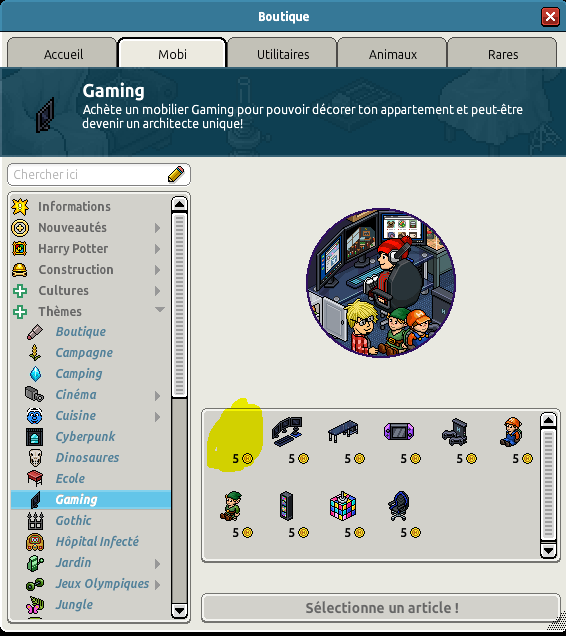 Boutique
Accueil
Mobi
Utilitaires
Animaux
Rares
Gaming
Achète un mobilier Gaming pour pouvoir décorer ton appartement et peut-être
devenir un architecte unique!
Chercher ici
Informations
Nouveautés
Harry Potter
Construction
Cultures
Thèmes
Boutique
Campagne
Camping
Cinéma
Cuisine
Cyberpunk
Dinosaures
Ecole
Gaming
Gothic
Hôpital Infecté
Jardin
Jeux Olympiques
Jungle
5 5 5 5 5 5
5 5 5 5
Sélectionne un article !